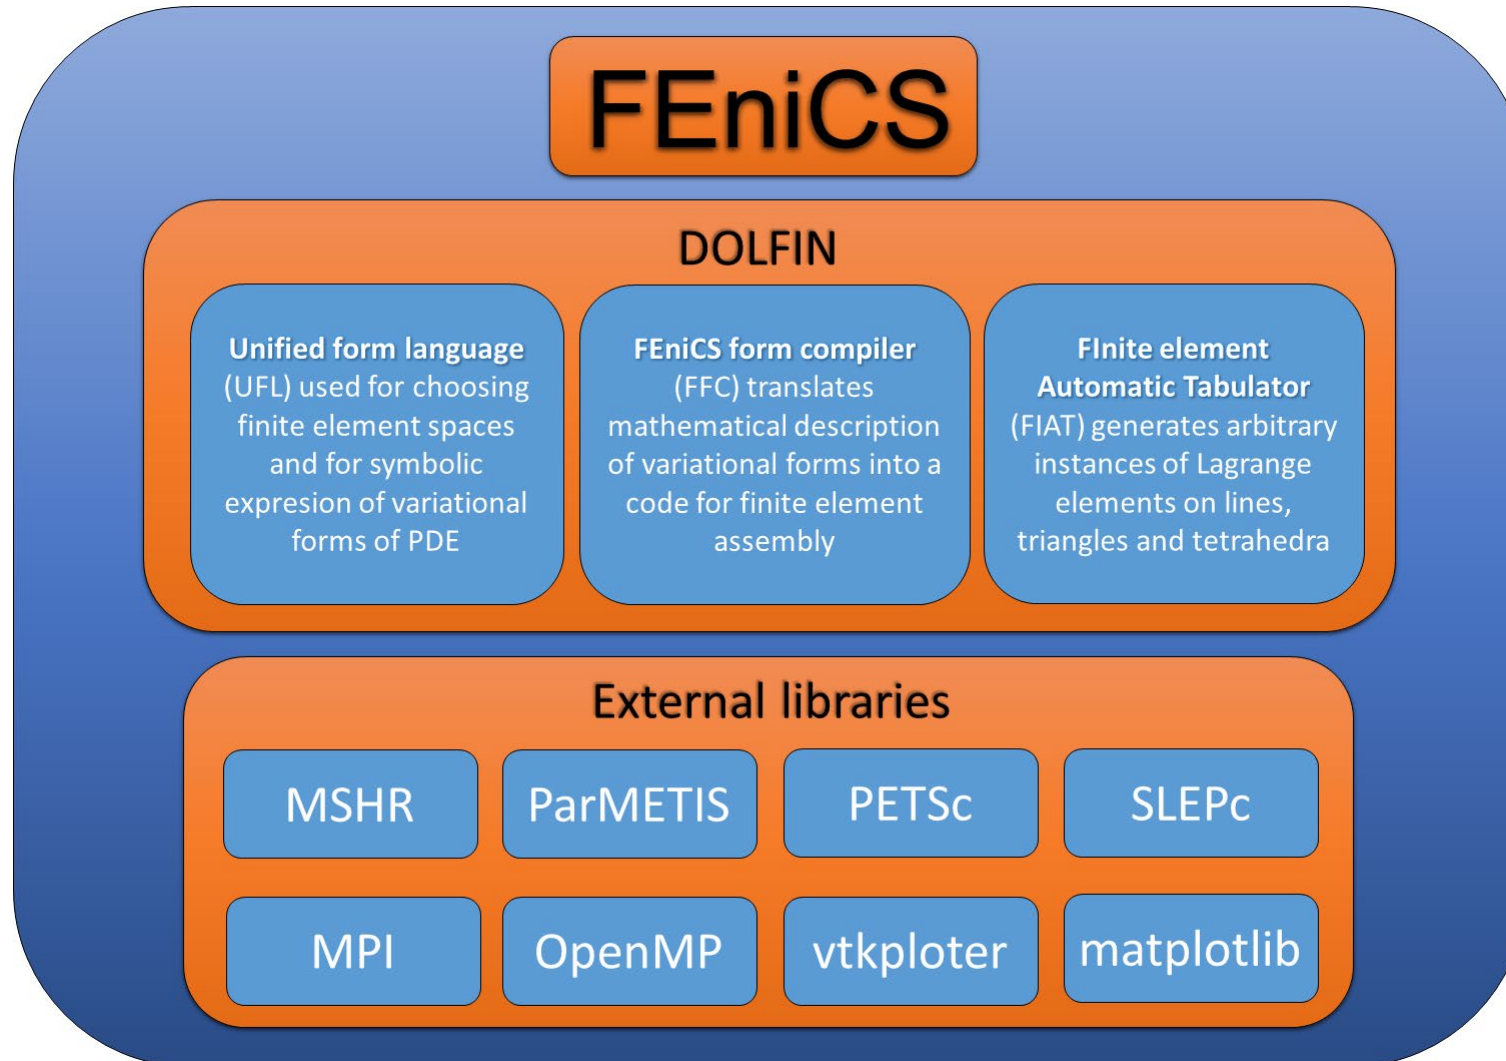 FEniCS
DOLFIN
Unified form language
(UFL) used for choosing
finite element spaces
and for symbolic
expresion of variational
forms of PDE
FEniCS form compiler
(FFC) translates
mathematical description
of variational forms into a
code for finite element
assembly
FInite element
Automatic Tabulator
(FIAT) generates arbitrary
instances of Lagrange
elements on lines,
triangles and tetrahedra
External libraries
MSHR
ParMETIS
PETSc
SLEPc
MPI
OpenMP
vtkploter
matplotlib